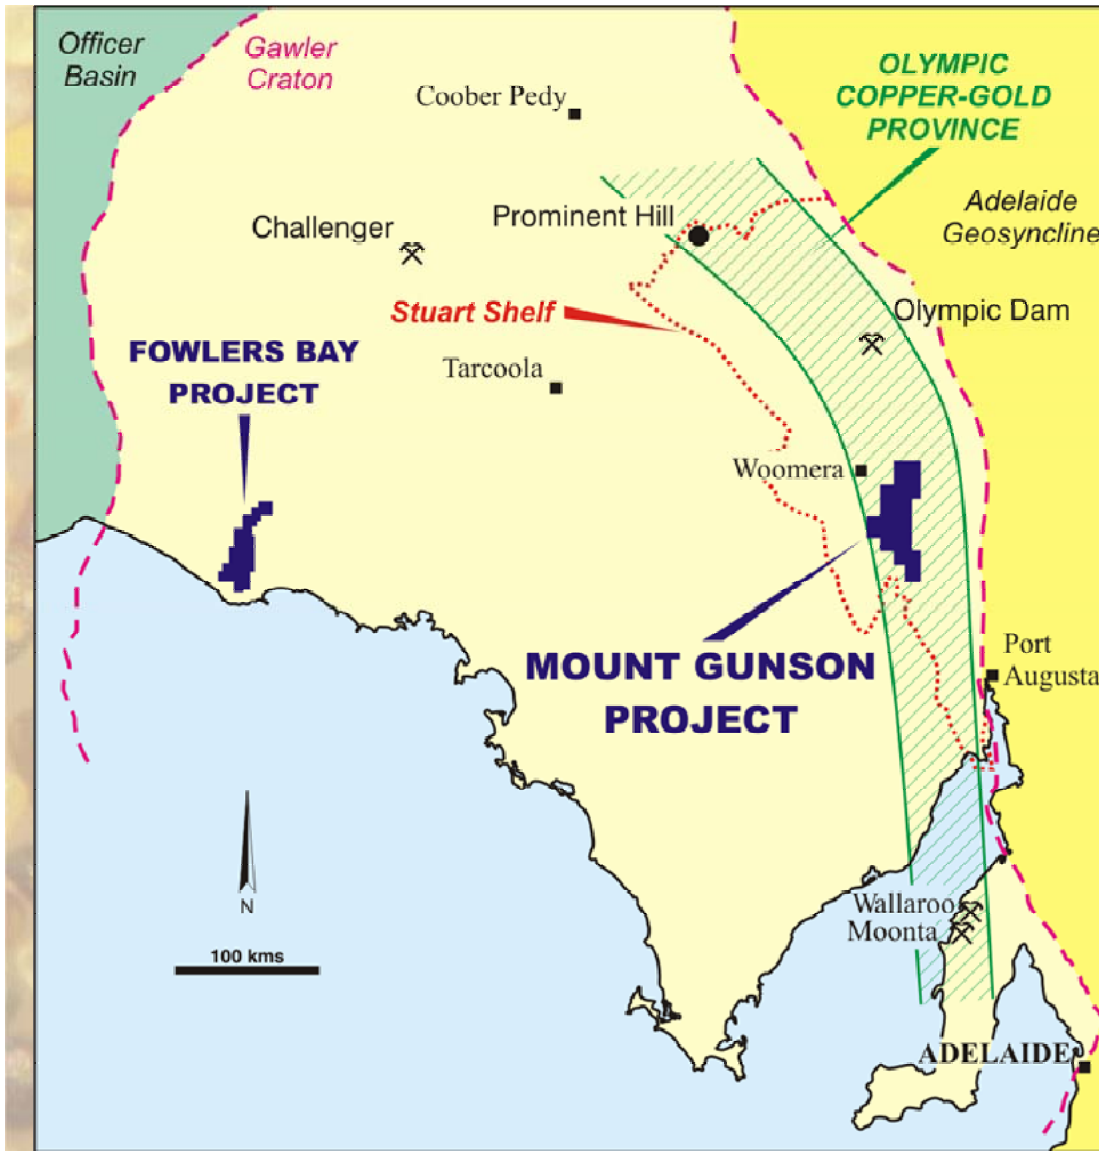 Officer
Basin
Gawler
Craton
OLYMPIC
COPPER-GOLD
PROVINCE
Coober Pedy
Adelaide
Geosyncline
Challenger
Prominent Hill
Stuart Shelf
Olympic Dam
FOWLERS BAY
PROJECT
Tarcoola
Woomera
MOUNT GUNSON
PROJECT
Port
Augusta
N
100 kms
Wallaroo
Moonta
ADELAIDE